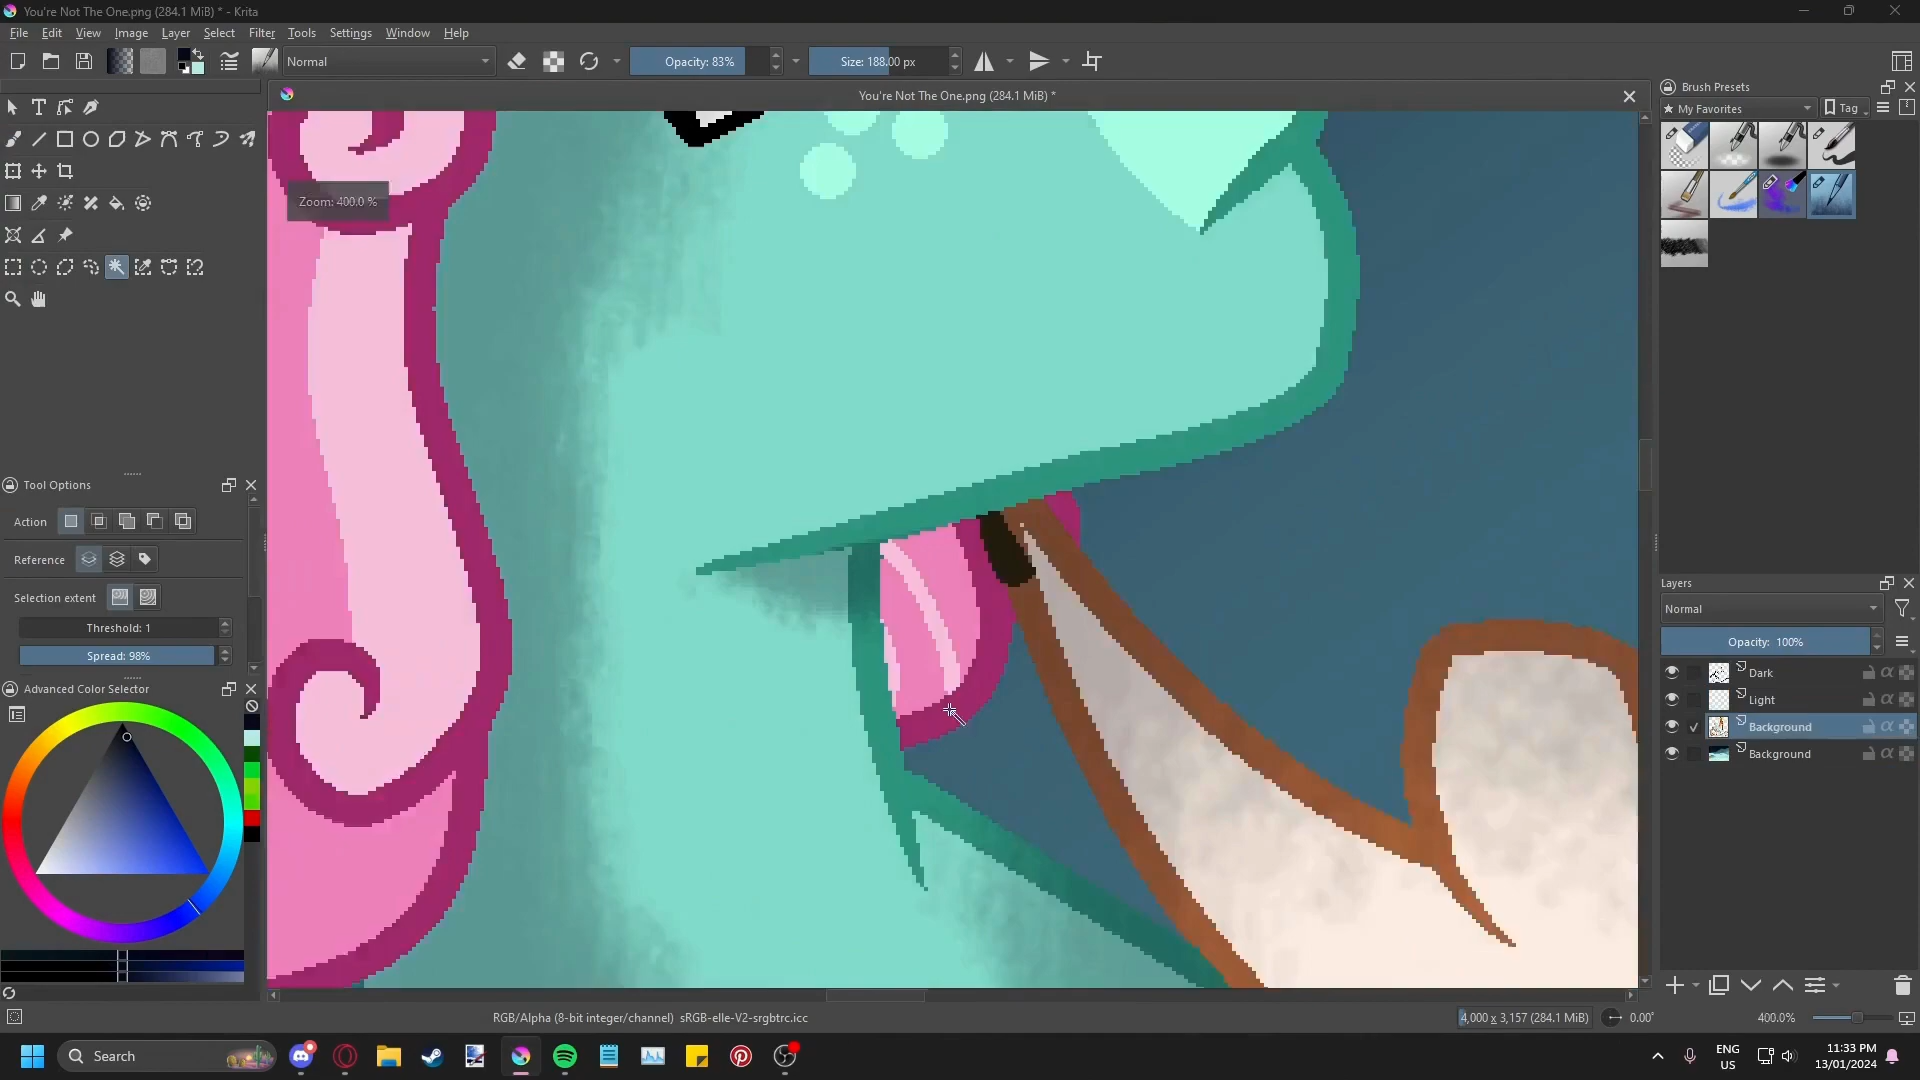 You're Not The One.png (284.1 MiB) * - Krita
File Edit View Image Layer Select Filter Tools Settings Window Help
Normal
Opacity: 83%
Size: 188.00 px
You're Not The One.png (284.1 MiB) *
Brush Presets
My Favorites
Tag
Zoom: 400.0 %
Tool Options
Action
Reference
Selection extent
Threshold: 1
Spread: 98%
Advanced Color Selector
Layers
Normal
Opacity: 100%
Dark
Light
Background
Background
RGB/Alpha (8-bit integer/channel) sRGB-elle-V2-srgbtrc.icc
4,000 x 3,157 (284.1 MiB)
0.00°
400.0%
Search
ENG
US
11:33 PM
13/01/2024